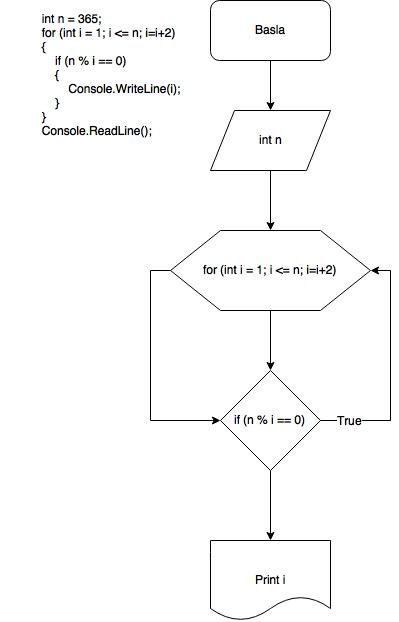 int n = 365;
for (int i = 1; i <= n; i=i+2)
{
if (n % i == 0)
{
Console.WriteLine(i);
}
}
Console.ReadLine();
Basla
int n
for (int i = 1; i <= n; i=i+2)
if (n % i == 0)
True
Print i